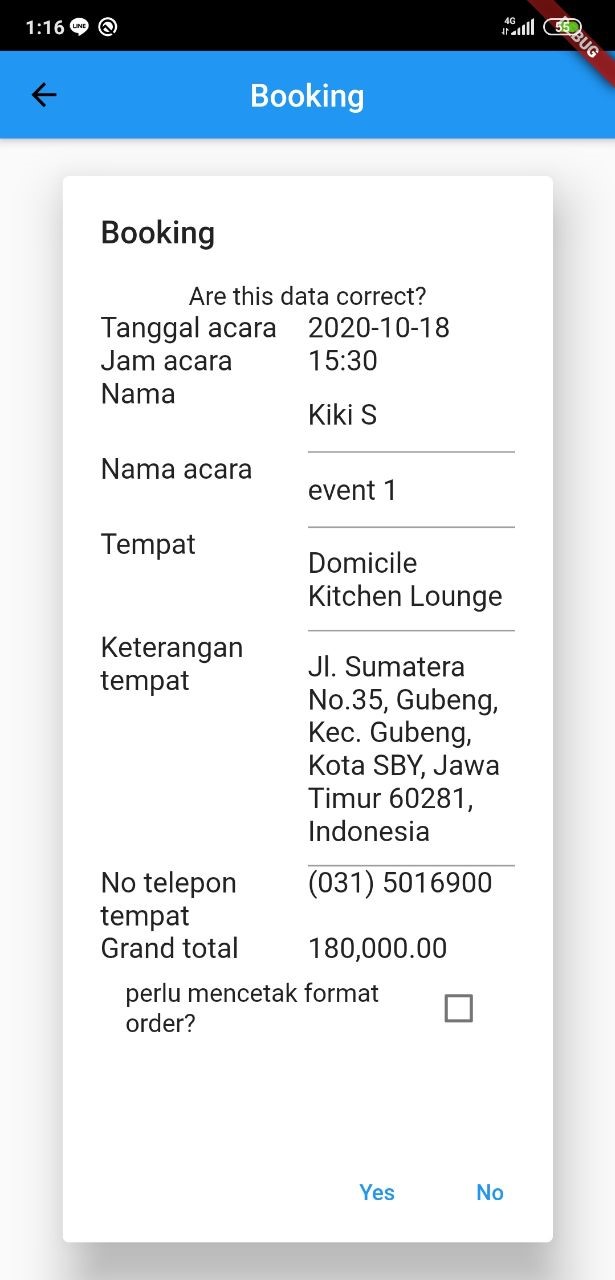 1:16 LINE 4G 55
Booking
Booking
Are this data correct?
Tanggal acara 2020-10-18
Jam acara 15:30
Nama
Kiki S
Nama acara
event 1
Tempat
Domicile
Kitchen Lounge
Keterangan
tempat
Jl. Sumatera
No.35, Gubeng,
Kec. Gubeng,
Kota SBY, Jawa
Timur 60281,
Indonesia
No telepon
tempat
(031) 5016900
Grand total 180,000.00
perlu mencetak format
order?
Yes No